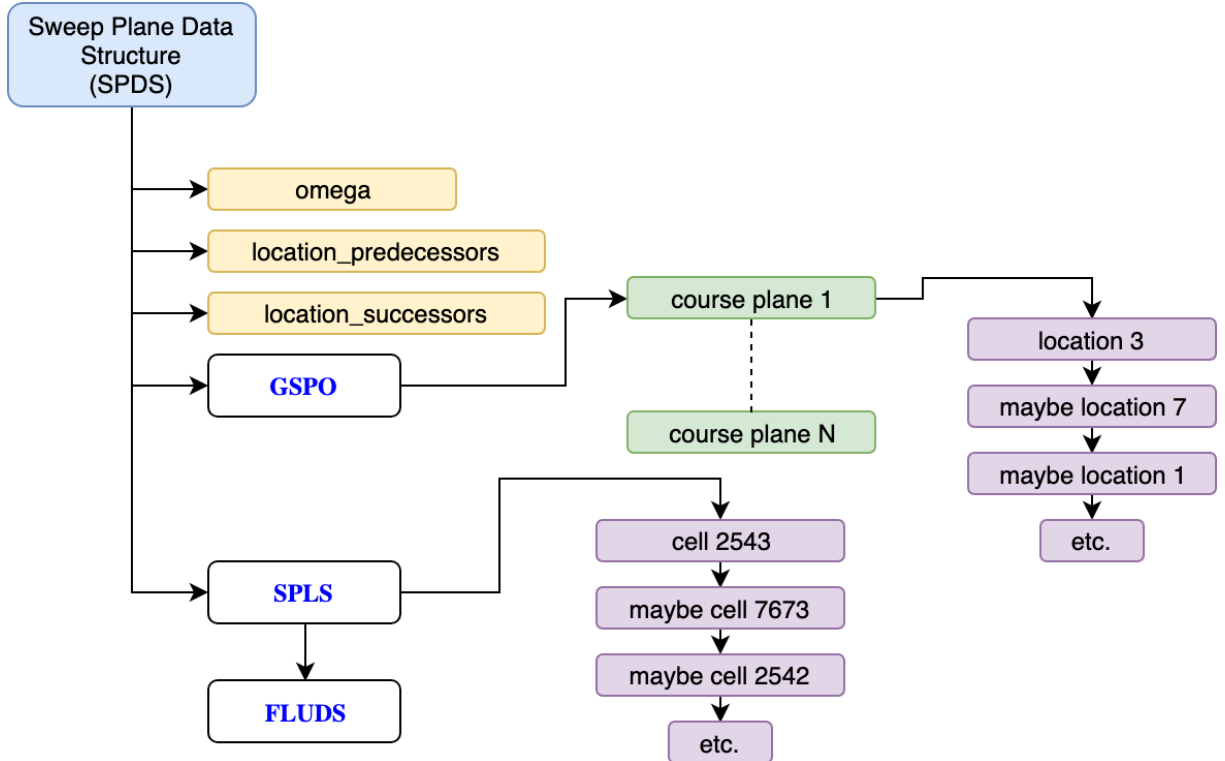 Sweep Plane Data
Structure
(SPDS)
omega
location_predecessors
location_successors
GSPO
course plane 1
course plane N
location 3
maybe location 7
maybe location 1
etc.
SPLS
cell 2543
maybe cell 7673
maybe cell 2542
etc.
FLUDS